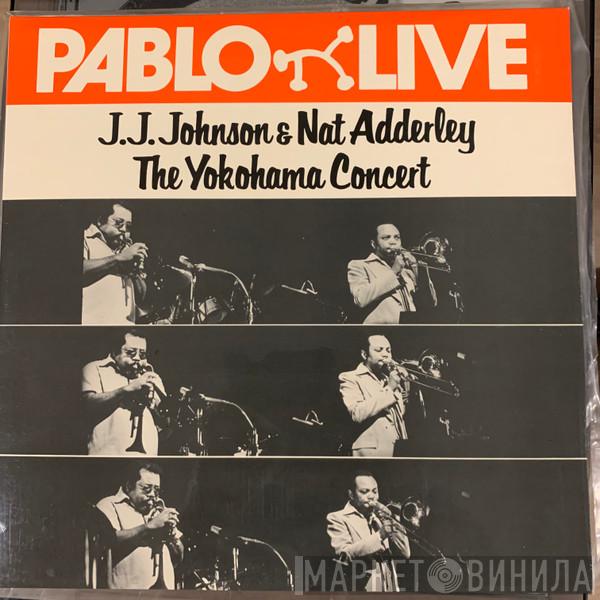 PABLO LIVE
J.J. Johnson & Nat Adderley
The Yokohama Concert
МАРКЕТ ВИНИЛА